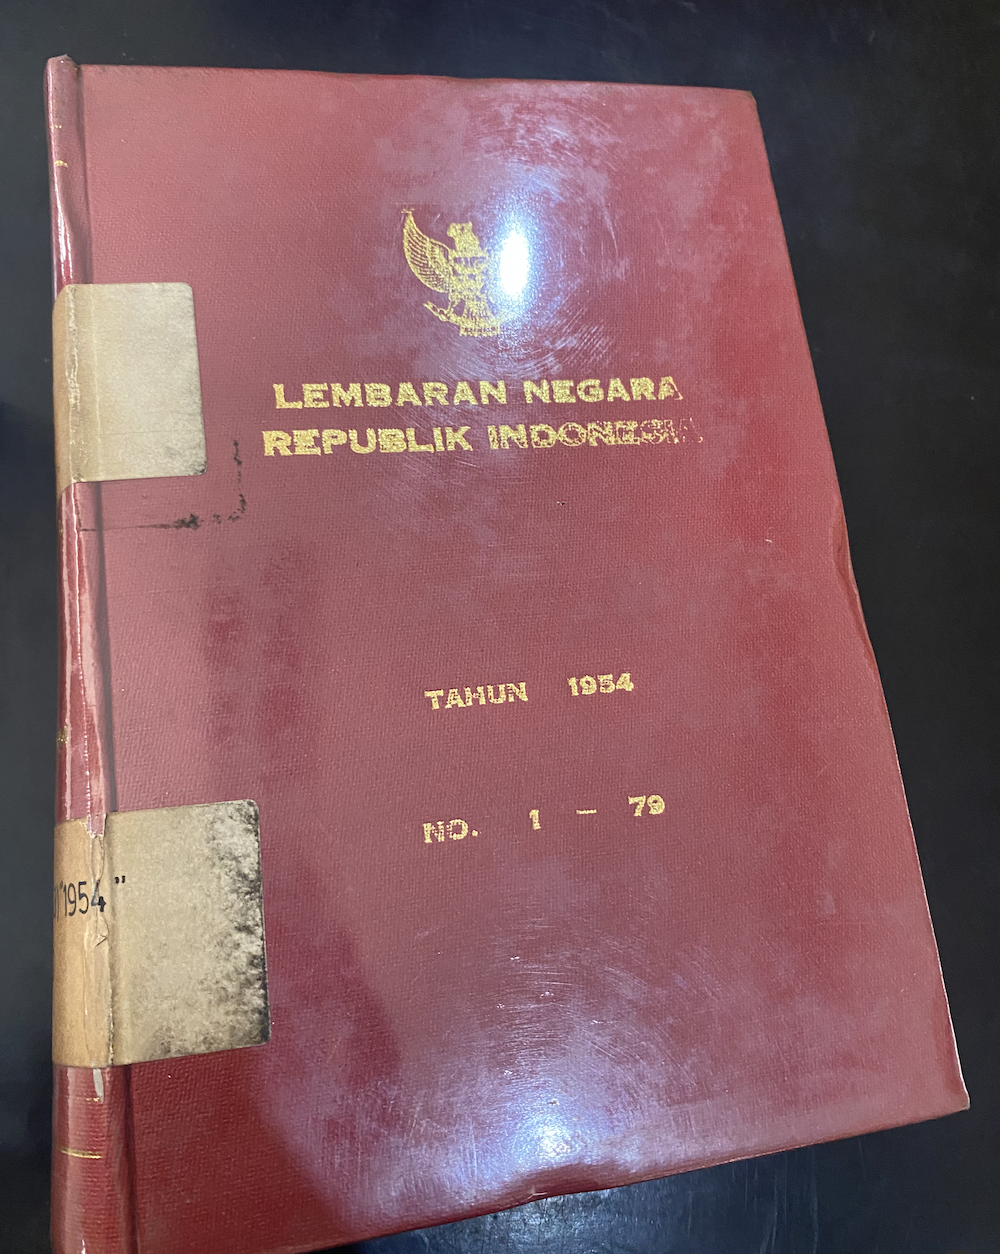 LEMBARAN NEGARA
REPUBLIK INDONESIA
TAHUN 1954
NO. 1 – 79
"1954"